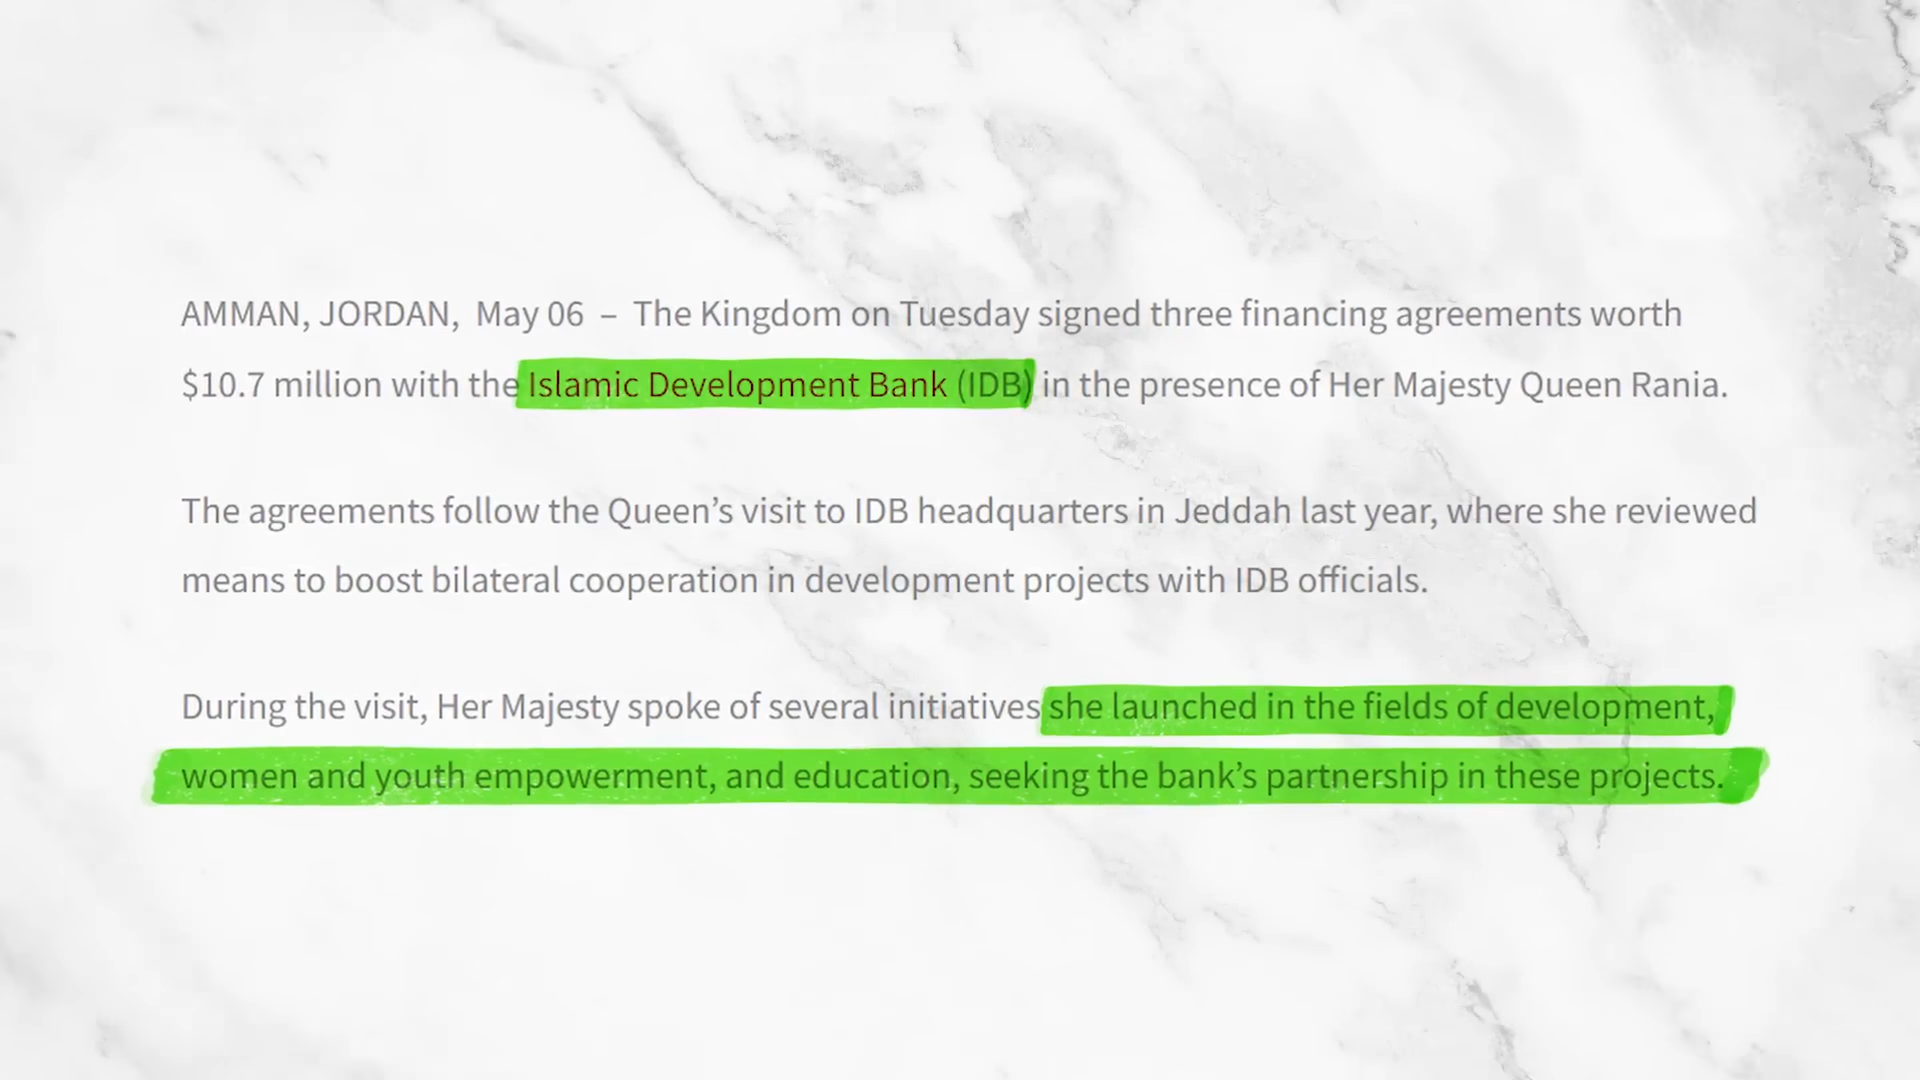 AMMAN, JORDAN, May 06 – The Kingdom on Tuesday signed three financing agreements worth
$10.7 million with the Islamic Development Bank (IDB) in the presence of Her Majesty Queen Rania.
The agreements follow the Queen’s visit to IDB headquarters in Jeddah last year, where she reviewed
means to boost bilateral cooperation in development projects with IDB officials.
During the visit, Her Majesty spoke of several initiatives she launched in the fields of development,
women and youth empowerment, and education, seeking the bank’s partnership in these projects.